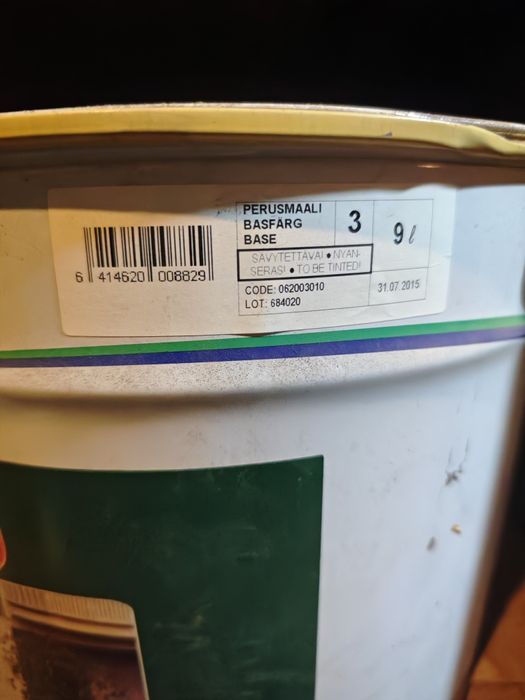 PERUSMAALI
BASFÄRG
BASE
3
9 ℓ
SÄVYTETTÄVÄ! ● NYAN-
SERAS! ● TO BE TINTED!
CODE: 062003010
LOT: 684020
31.07.2015
6 414620 008829